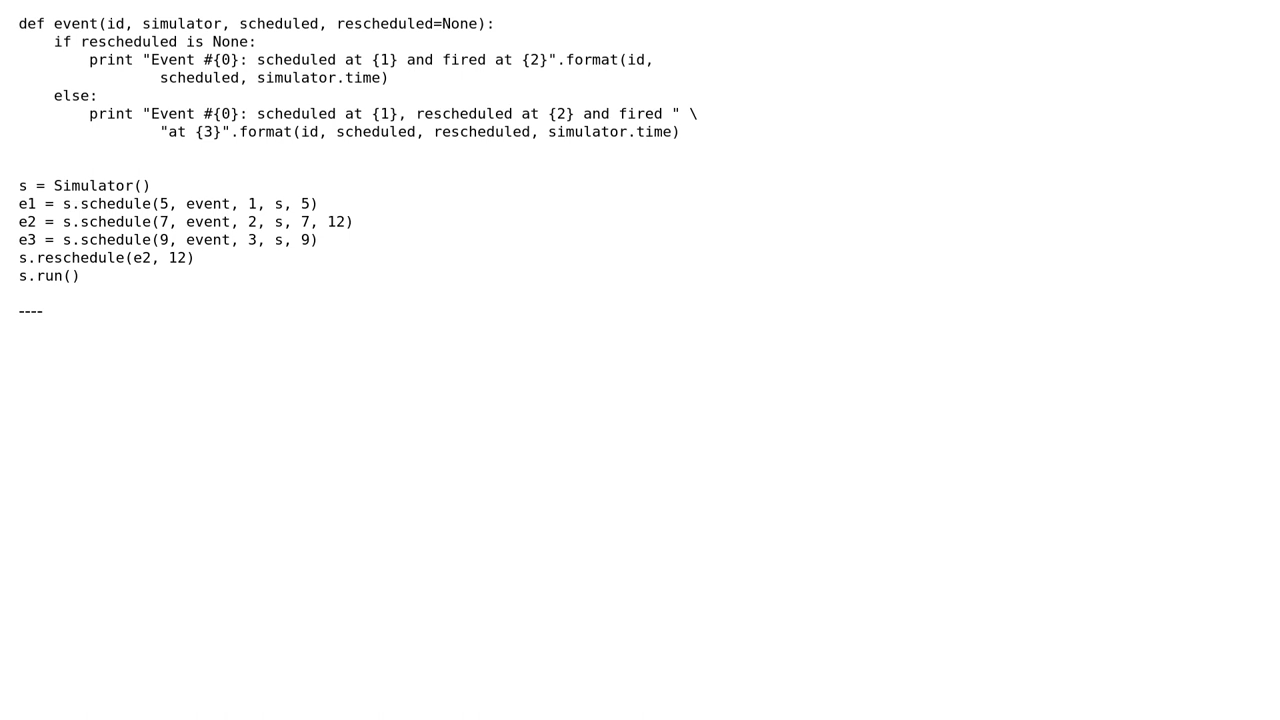 def event(id, simulator, scheduled, rescheduled=None):
    if rescheduled is None:
        print "Event #{0}: scheduled at {1} and fired at {2}".format(id,
                scheduled, simulator.time)
    else:
        print "Event #{0}: scheduled at {1}, rescheduled at {2} and fired " \
                "at {3}".format(id, scheduled, rescheduled, simulator.time)


s = Simulator()
e1 = s.schedule(5, event, 1, s, 5)
e2 = s.schedule(7, event, 2, s, 7, 12)
e3 = s.schedule(9, event, 3, s, 9)
s.reschedule(e2, 12)
s.run()

----